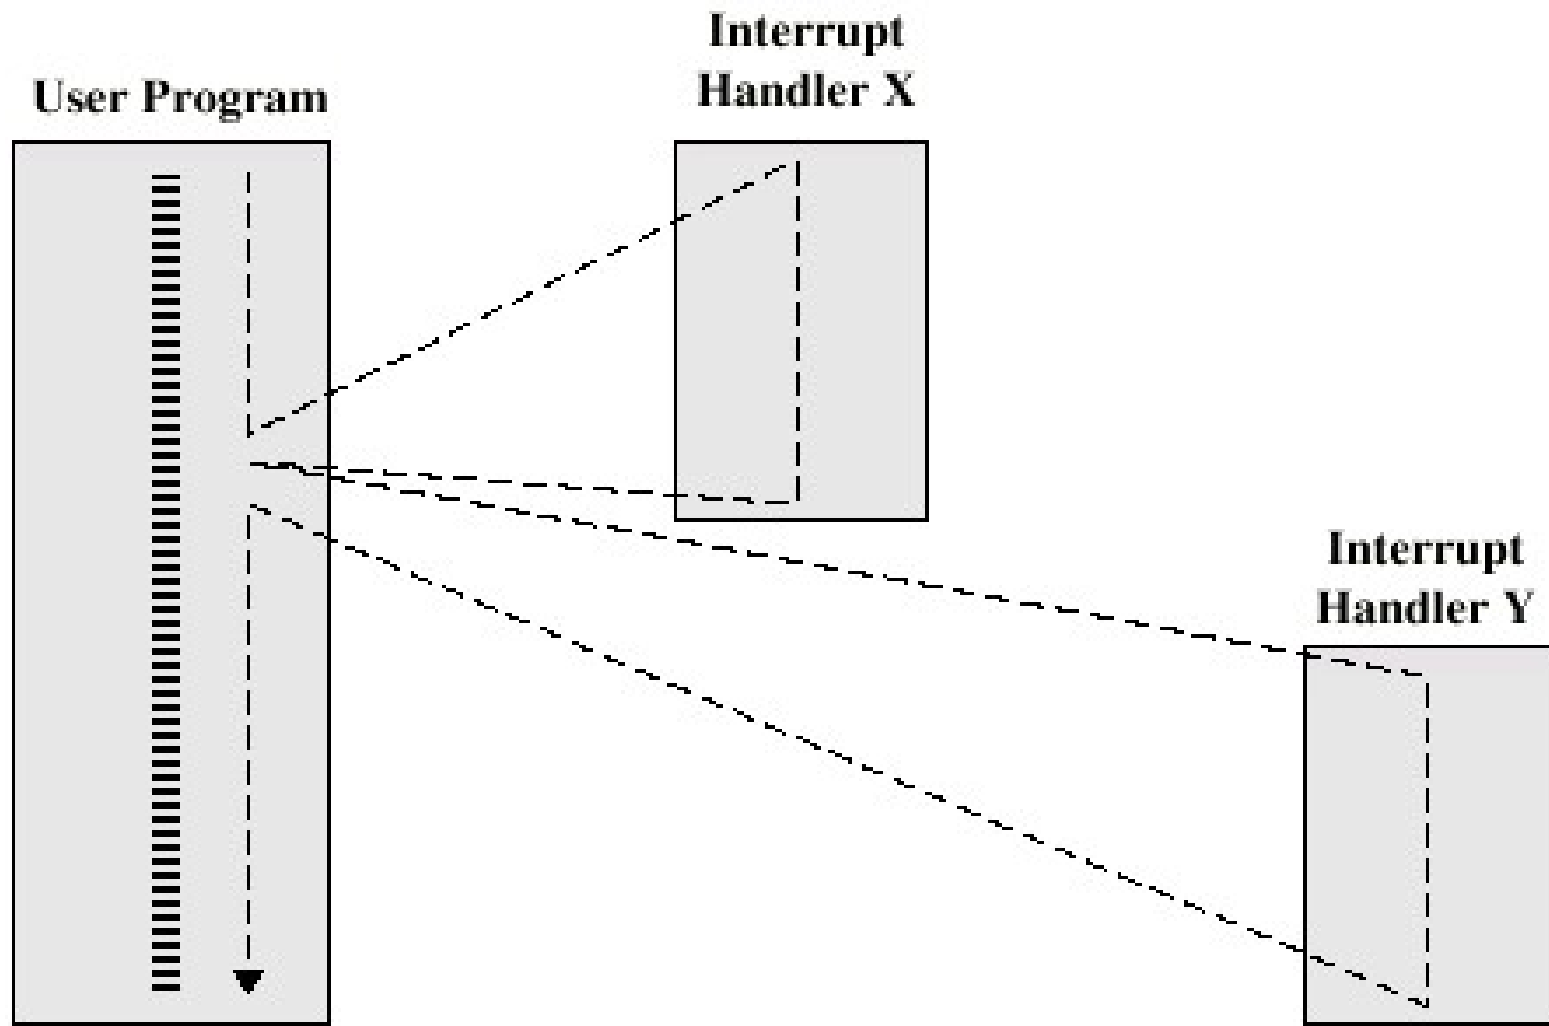 User Program
Interrupt
Handler X
Interrupt
Handler Y